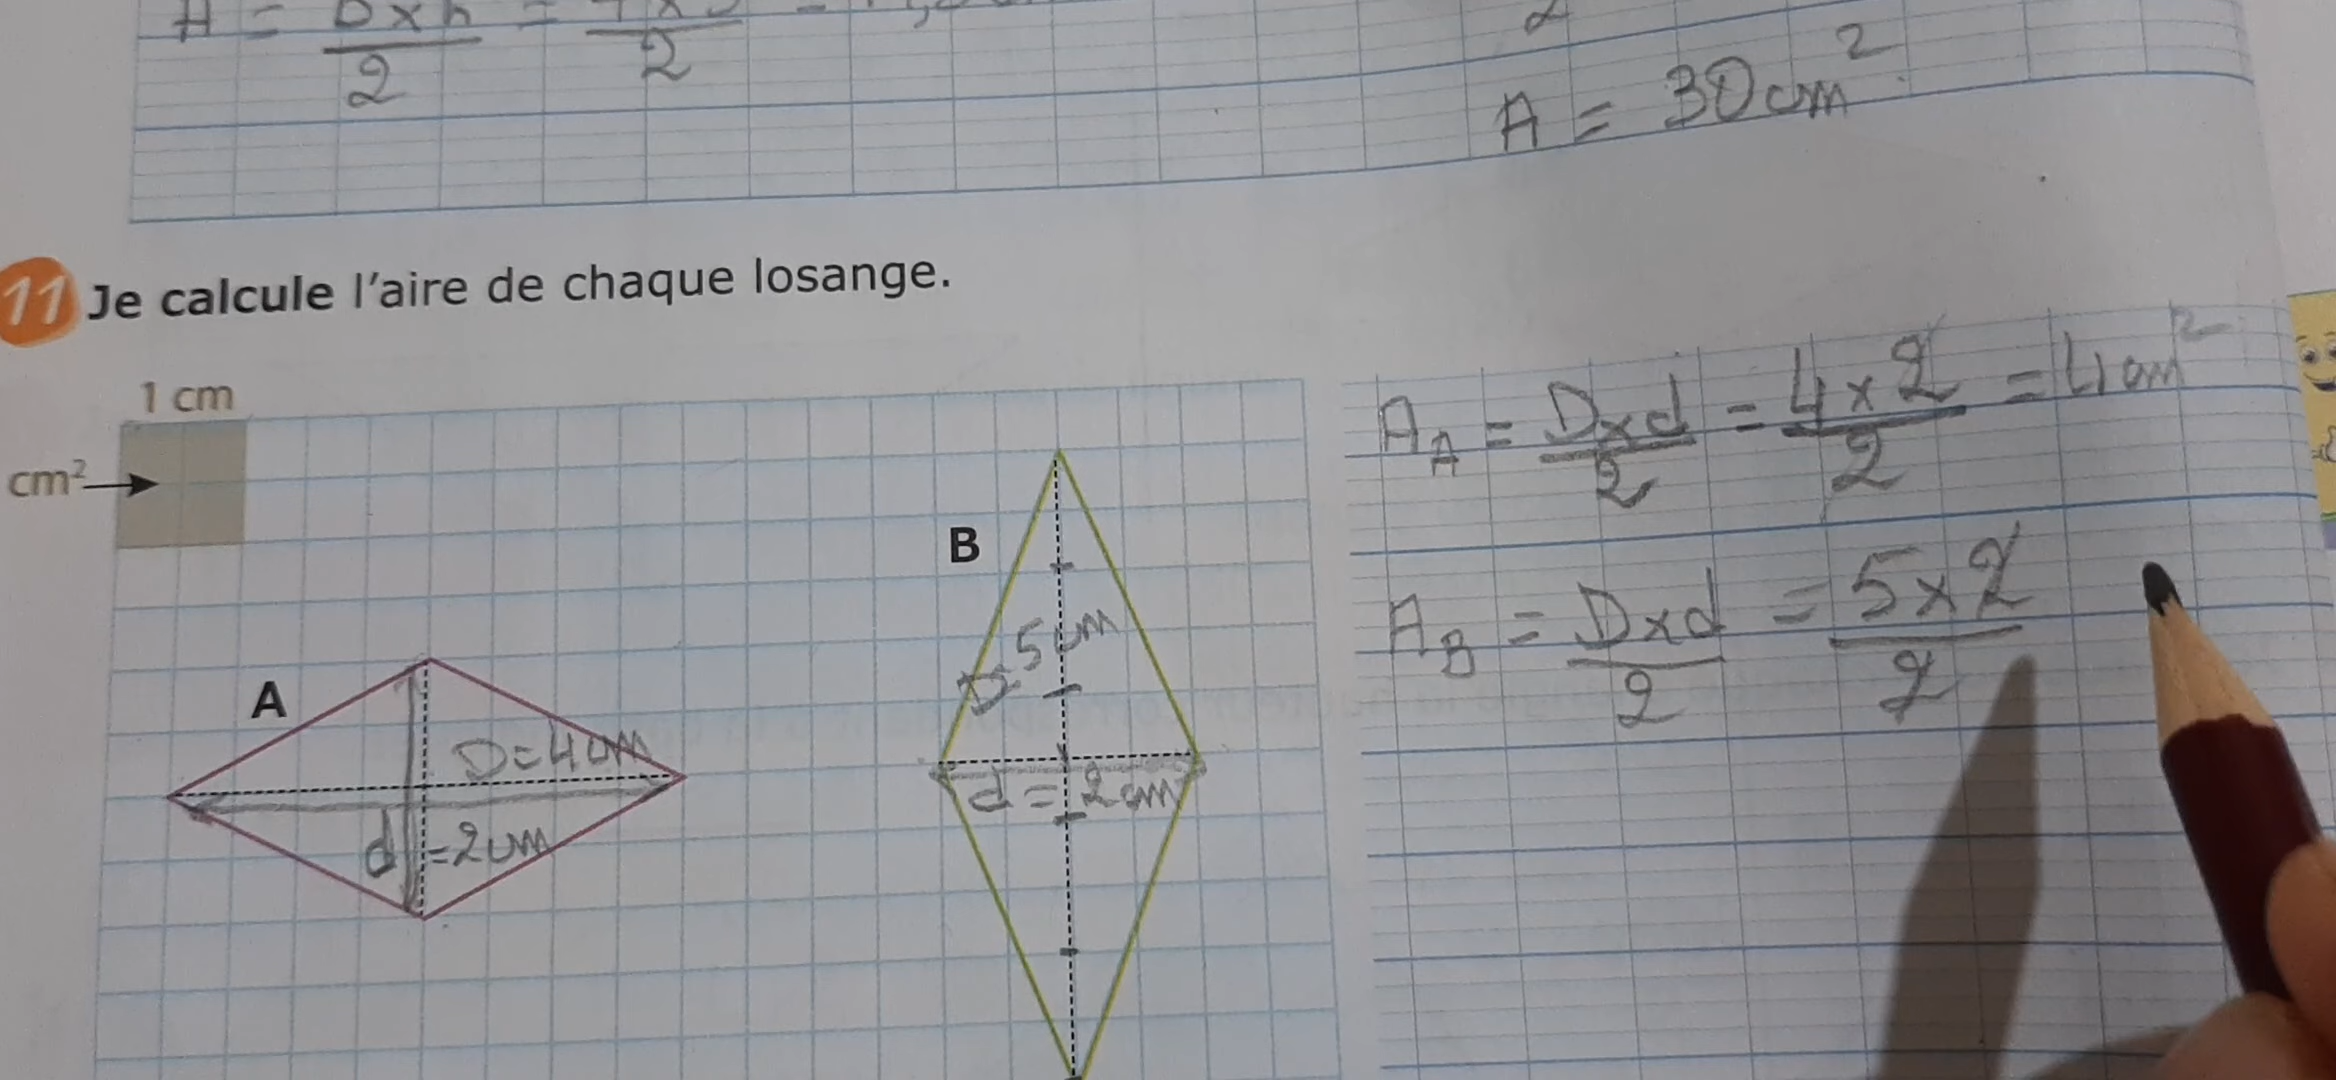 2
A = 30 cm²
11 Je calcule l'aire de chaque losange.
1 cm
cm²
A
D = 4 cm
d = 2 cm
B
D = 5 cm
d = 2 cm
A_A = D x d / 2 = 4 x 2 / 2 = 4 cm²
A_B = D x d / 2 = 5 x 2 / 2